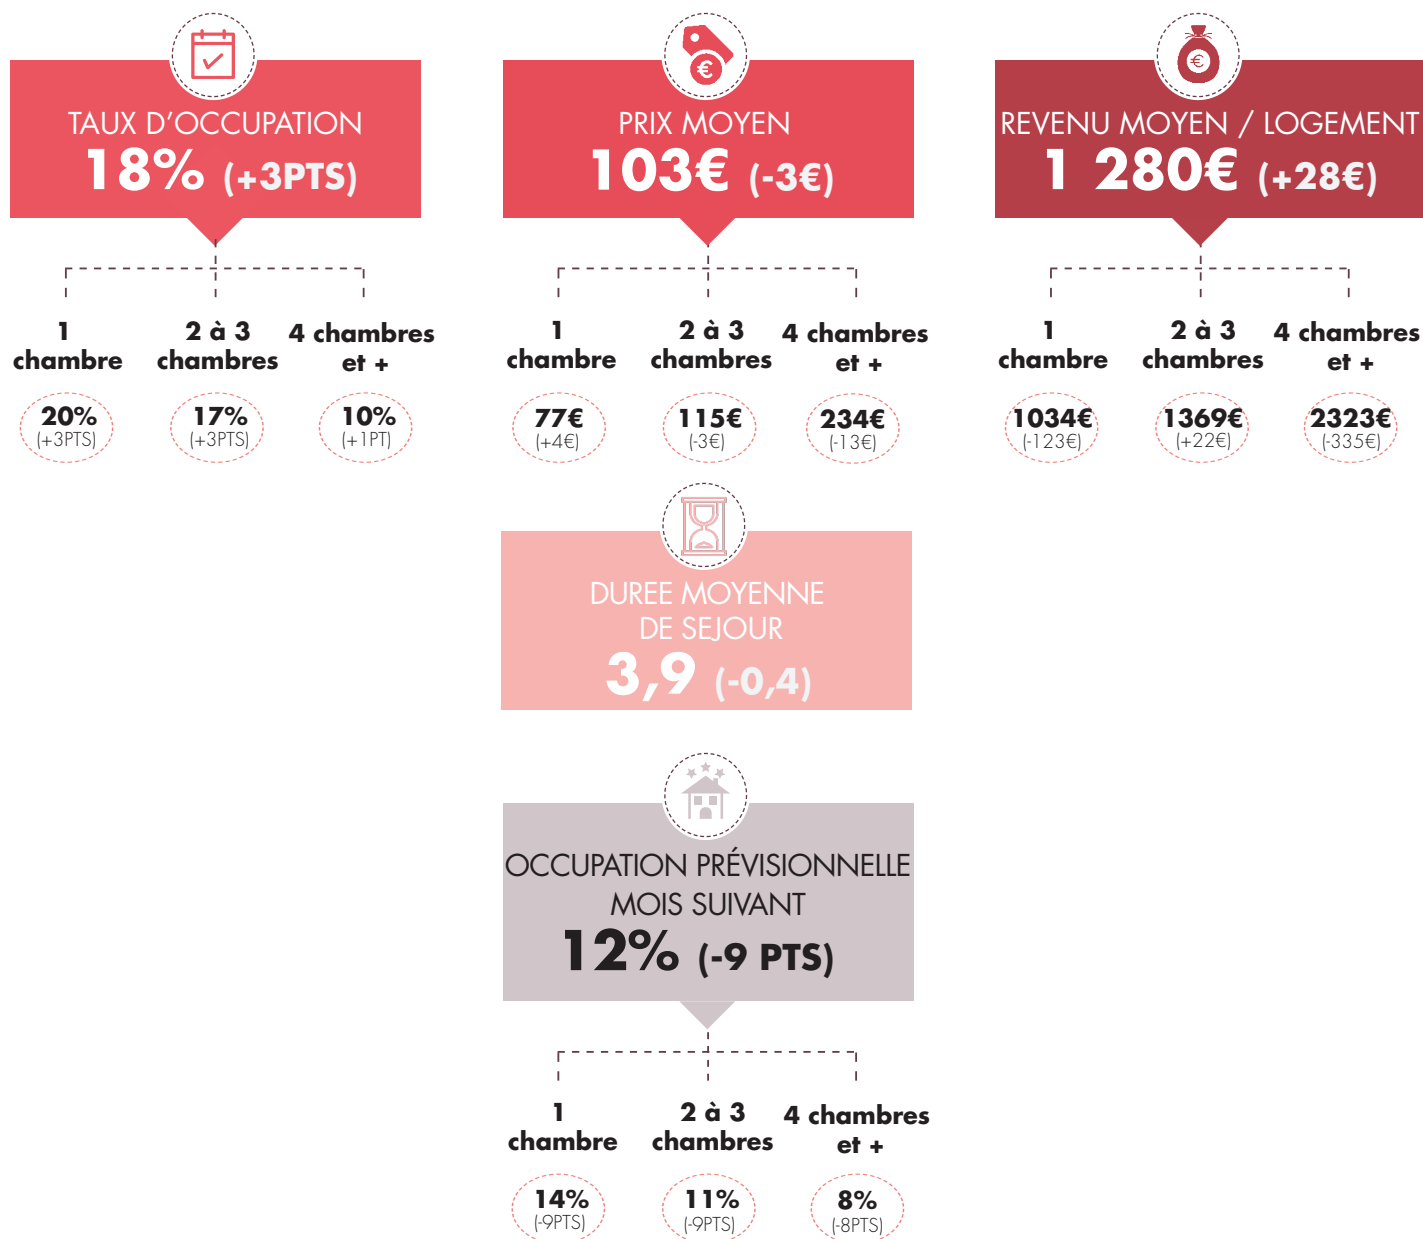 TAUX D'OCCUPATION
18% (+3PTS)
1
chambre
2 à 3
chambres
4 chambres
et +
20%
(+3PTS)
17%
(+3PTS)
10%
(+1PT)
€
PRIX MOYEN
103€ (-3€)
1
chambre
2 à 3
chambres
4 chambres
et +
77€
(+4€)
115€
(-3€)
234€
(-13€)
€
REVENU MOYEN / LOGEMENT
1 280€ (+28€)
1
chambre
2 à 3
chambres
4 chambres
et +
1034€
(-123€)
1369€
(+22€)
2323€
(-335€)
DUREE MOYENNE
DE SEJOUR
3,9 (-0,4)
OCCUPATION PRÉVISIONNELLE
MOIS SUIVANT
12% (-9 PTS)
1
chambre
2 à 3
chambres
4 chambres
et +
14%
(-9PTS)
11%
(-9PTS)
8%
(-8PTS)